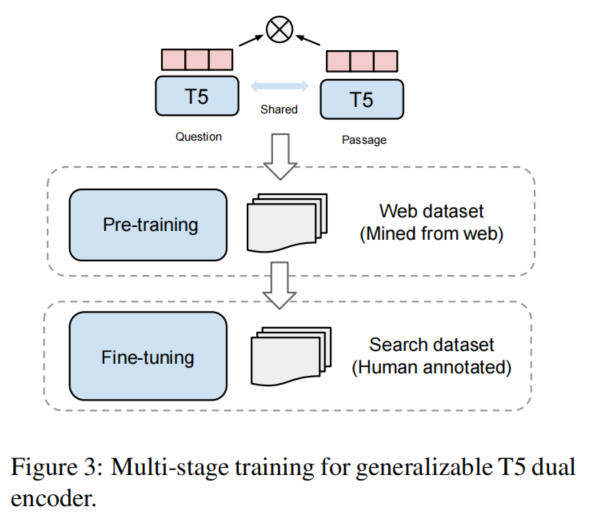 T5
T5
Shared
Question
Passage
Pre-training
Web dataset
(Mined from web)
Fine-tuning
Search dataset
(Human annotated)
Figure 3: Multi-stage training for generalizable T5 dual
encoder.